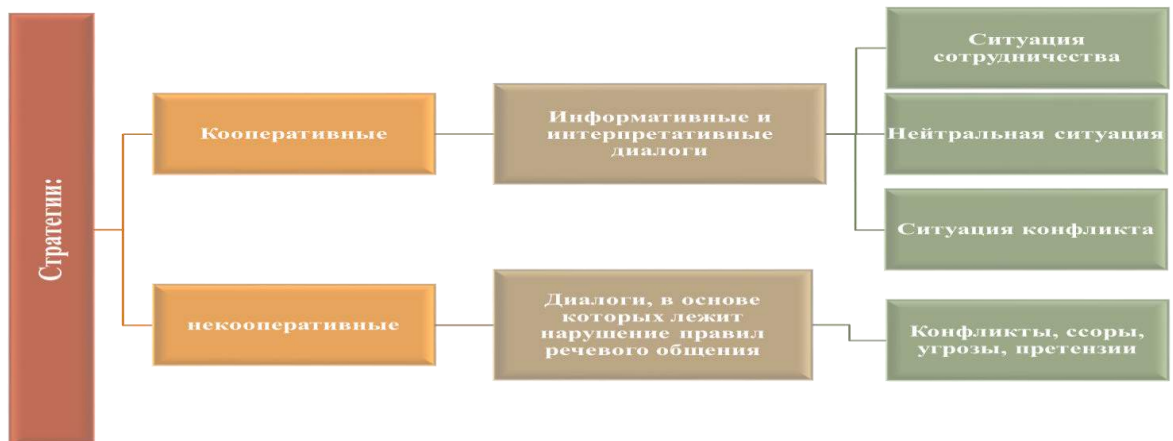 Стратегии:
Кооперативные
Информативные и
интерпретативные
диалоги
Ситуация
сотрудничества
Нейтральная ситуация
Ситуация конфликта
некооперативные
Диалоги, в основе
которых лежит
нарушение правил
речевого общения
Конфликты, ссоры,
угрозы, претензии